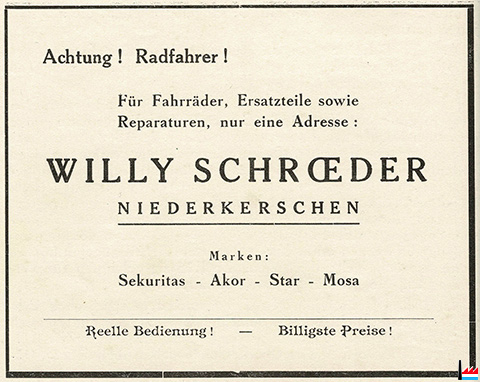 Achtung! Radfahrer!
Für Fahrräder, Ersatzteile sowie
Reparaturen, nur eine Adresse:
WILLY SCHRŒDER
NIEDERKERSCHEN
Marken:
Sekuritas - Akor - Star - Mosa
Reelle Bedienung! — Billigste Preise!